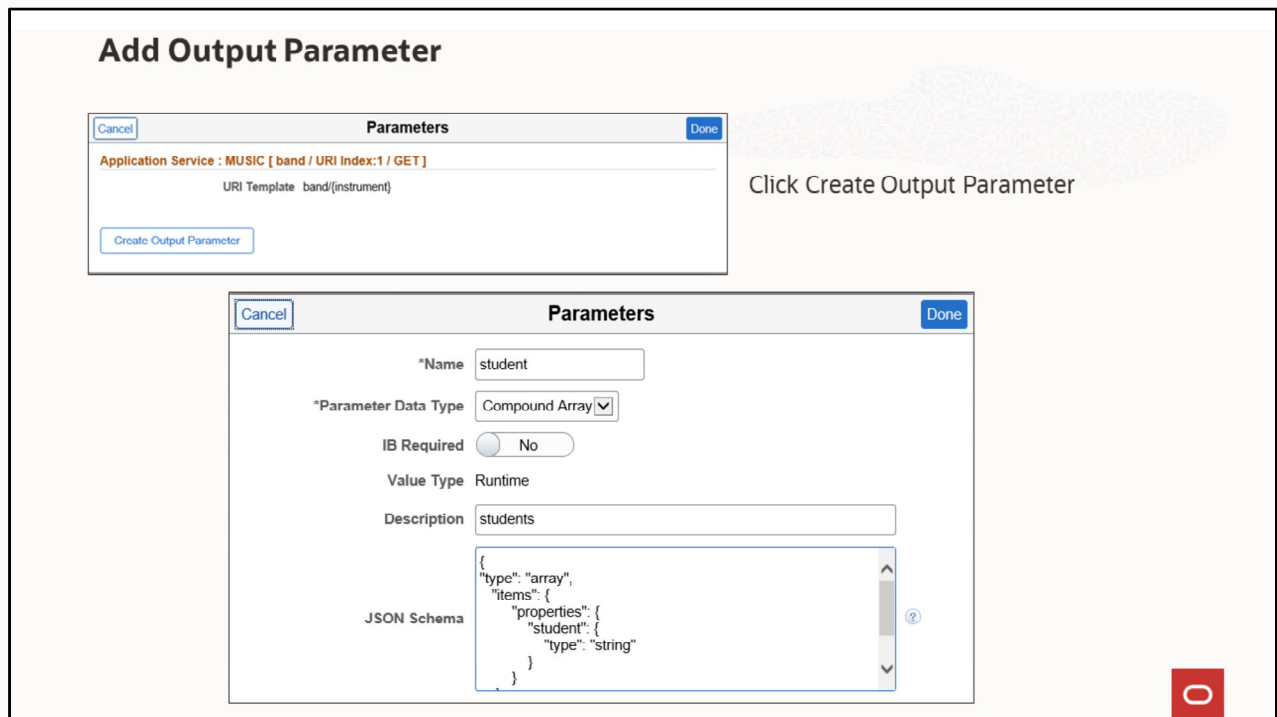 Add Output Parameter
Cancel Parameters Done
Application Service : MUSIC [ band / URI Index:1 / GET ]
URI Template band/{instrument}
Create Output Parameter
Click Create Output Parameter
Cancel Parameters Done
*Name student
*Parameter Data Type Compound Array
IB Required No
Value Type Runtime
Description students
JSON Schema
{
"type": "array",
"items": {
"properties": {
"student": {
"type": "string"
}
}
?